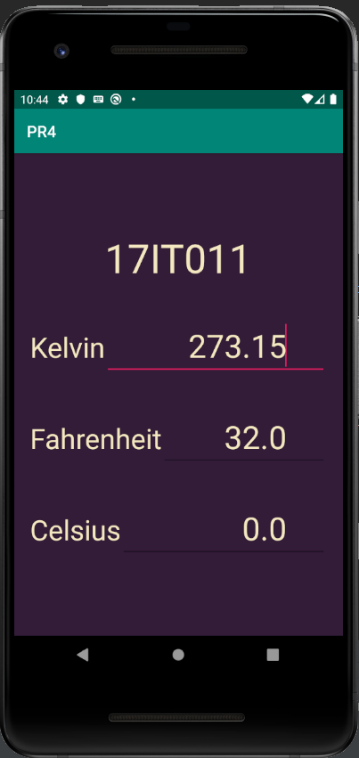 10:44
PR4
17IT011
Kelvin 273.15
Fahrenheit 32.0
Celsius 0.0